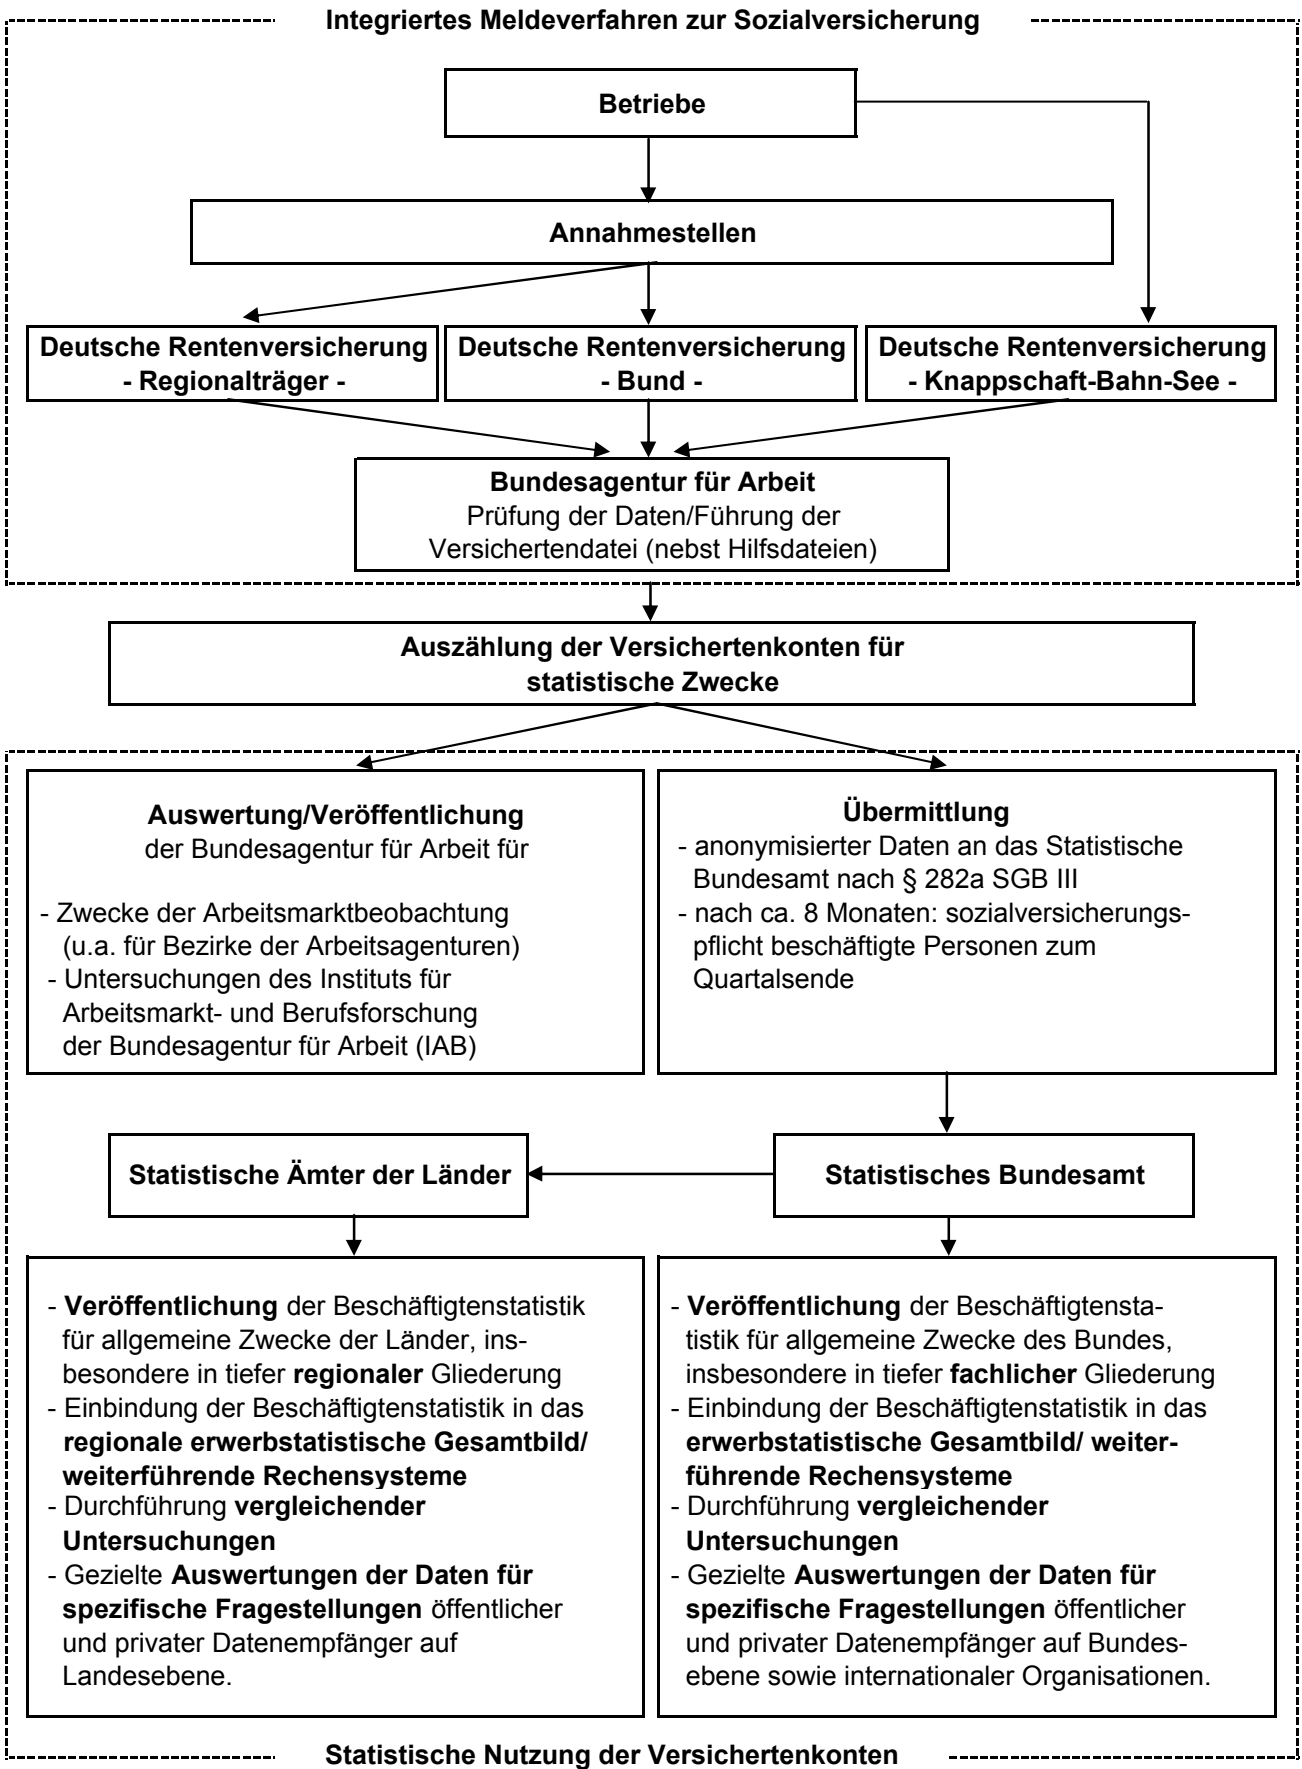 Integriertes Meldeverfahren zur Sozialversicherung
Betriebe
Annahmestellen
Deutsche Rentenversicherung
- Regionalträger -
Deutsche Rentenversicherung
- Bund -
Deutsche Rentenversicherung
- Knappschaft-Bahn-See -
Bundesagentur für Arbeit
Prüfung der Daten/Führung der
Versichertendatei (nebst Hilfsdateien)
Auszählung der Versichertenkonten für
statistische Zwecke
Auswertung/Veröffentlichung
der Bundesagentur für Arbeit für
- Zwecke der Arbeitsmarktbeobachtung
(u.a. für Bezirke der Arbeitsagenturen)
- Untersuchungen des Instituts für
Arbeitsmarkt- und Berufsforschung
der Bundesagentur für Arbeit (IAB)
Übermittlung
- anonymisierter Daten an das Statistische
Bundesamt nach § 282a SGB III
- nach ca. 8 Monaten: sozialversicherungs-
pflicht beschäftigte Personen zum
Quartalsende
Statistische Ämter der Länder
Statistisches Bundesamt
- Veröffentlichung der Beschäftigtenstatistik
für allgemeine Zwecke der Länder, ins-
besondere in tiefer regionaler Gliederung
- Einbindung der Beschäftigtenstatistik in das
regionale erwerbstatistische Gesamtbild/
weiterführende Rechensysteme
- Durchführung vergleichender
Untersuchungen
- Gezielte Auswertungen der Daten für
spezifische Fragestellungen öffentlicher
und privater Datenempfänger auf
Landesebene.
- Veröffentlichung der Beschäftigtensta-
tistik für allgemeine Zwecke des Bundes,
insbesondere in tiefer fachlicher Gliederung
- Einbindung der Beschäftigtenstatistik in das
erwerbstatistische Gesamtbild/ weiter-
führende Rechensysteme
- Durchführung vergleichender
Untersuchungen
- Gezielte Auswertungen der Daten für
spezifische Fragestellungen öffentlicher
und privater Datenempfänger auf Bundes-
ebene sowie internationaler Organisationen.
Statistische Nutzung der Versichertenkonten